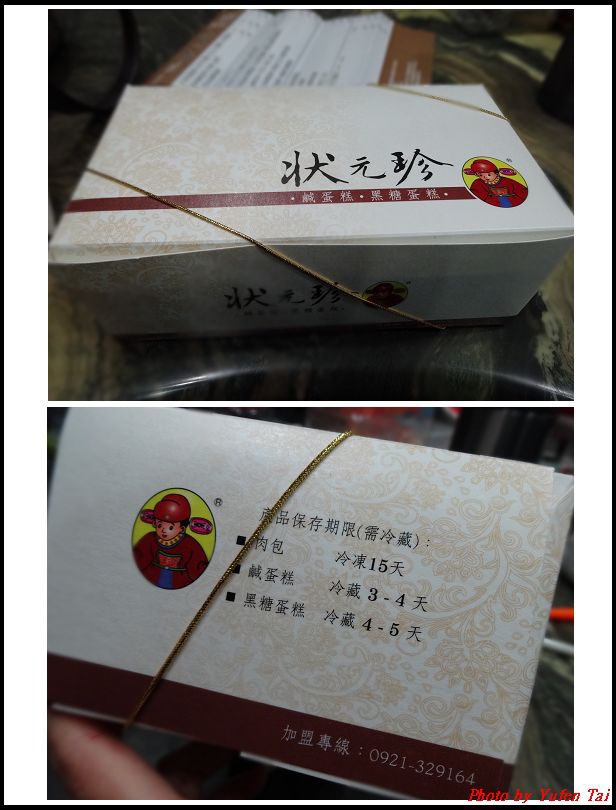 狀元珍
®
·鹹蛋糕·黑糖蛋糕·
狀元珍
®
商品保存期限(需冷藏)：
■ 肉包 冷凍15天
■ 鹹蛋糕 冷藏 3-4 天
■ 黑糖蛋糕 冷藏 4-5 天
加盟專線：0921-329164
Photo by Yufen Tai